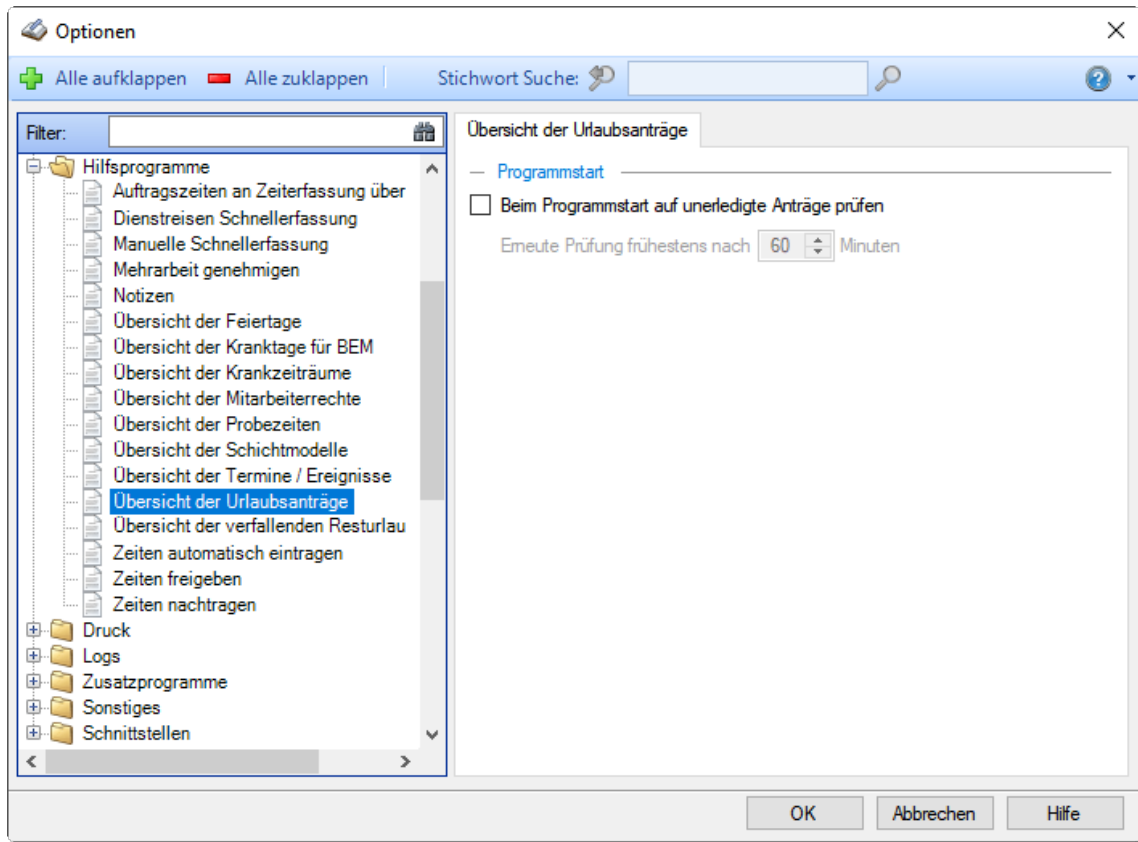 Optionen
Alle aufklappen Alle zuklappen Stichwort Suche:
Filter:
Hilfsprogramme
Auftragszeiten an Zeiterfassung über
Dienstreisen Schnellerfassung
Manuelle Schnellerfassung
Mehrarbeit genehmigen
Notizen
Übersicht der Feiertage
Übersicht der Kranktage für BEM
Übersicht der Krankzeiträume
Übersicht der Mitarbeiterrechte
Übersicht der Probezeiten
Übersicht der Schichtmodelle
Übersicht der Termine / Ereignisse
Übersicht der Urlaubsanträge
Übersicht der verfallenden Resturlau
Zeiten automatisch eintragen
Zeiten freigeben
Zeiten nachtragen
Druck
Logs
Zusatzprogramme
Sonstiges
Schnittstellen
Übersicht der Urlaubsanträge
Programmstart
Beim Programmstart auf unerledigte Anträge prüfen
Erneute Prüfung frühestens nach 60 Minuten
OK Abbrechen Hilfe